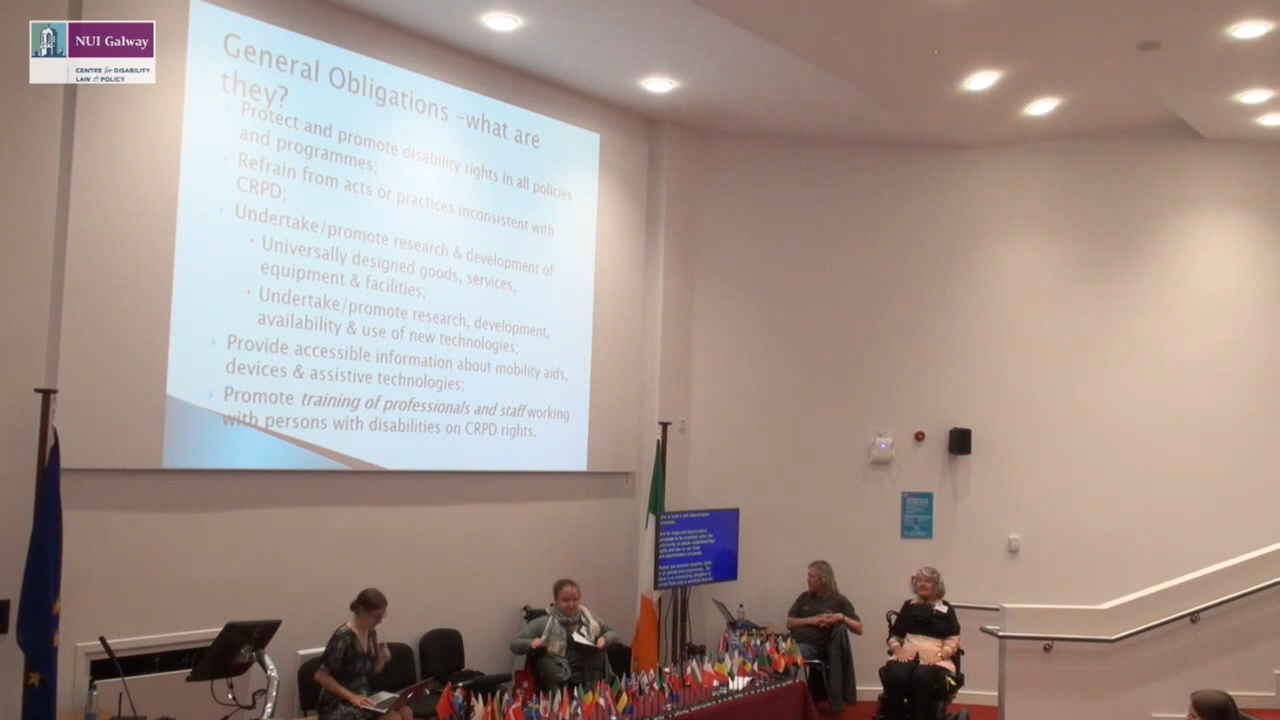 NUI Galway
CENTRE for DISABILITY
LAW & POLICY
General Obligations -what are
they?
Protect and promote disability rights in all policies
and programmes;
Refrain from acts or practices inconsistent with
CRPD;
Undertake/promote research & development of:
Universally designed goods, services,
equipment & facilities;
Undertake/promote research, development,
availability & use of new technologies;
Provide accessible information about mobility aids,
devices & assistive technologies;
Promote training of professionals and staff working
with persons with disabilities on CRPD rights.